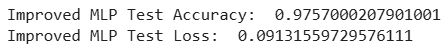 Improved MLP Test Accuracy:  0.9757000207901001
Improved MLP Test Loss:  0.09131559729576111